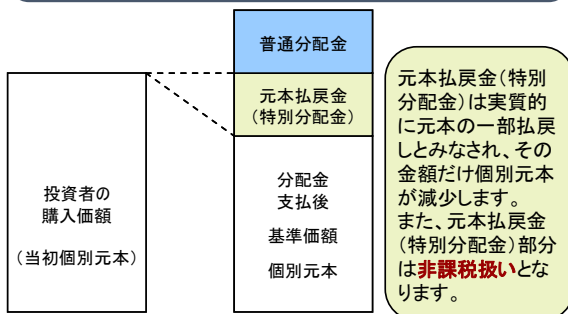 普通分配金
元本払戻金
(特別分配金)
分配金
支払後
基準価額
個別元本
投資者の
購入価額
(当初個別元本)
元本払戻金(特別
分配金)は実質的
に元本の一部払戻
しとみなされ、その
金額だけ個別元本
が減少します。
また、元本払戻金
(特別分配金)部分
は非課税扱いとな
ります。